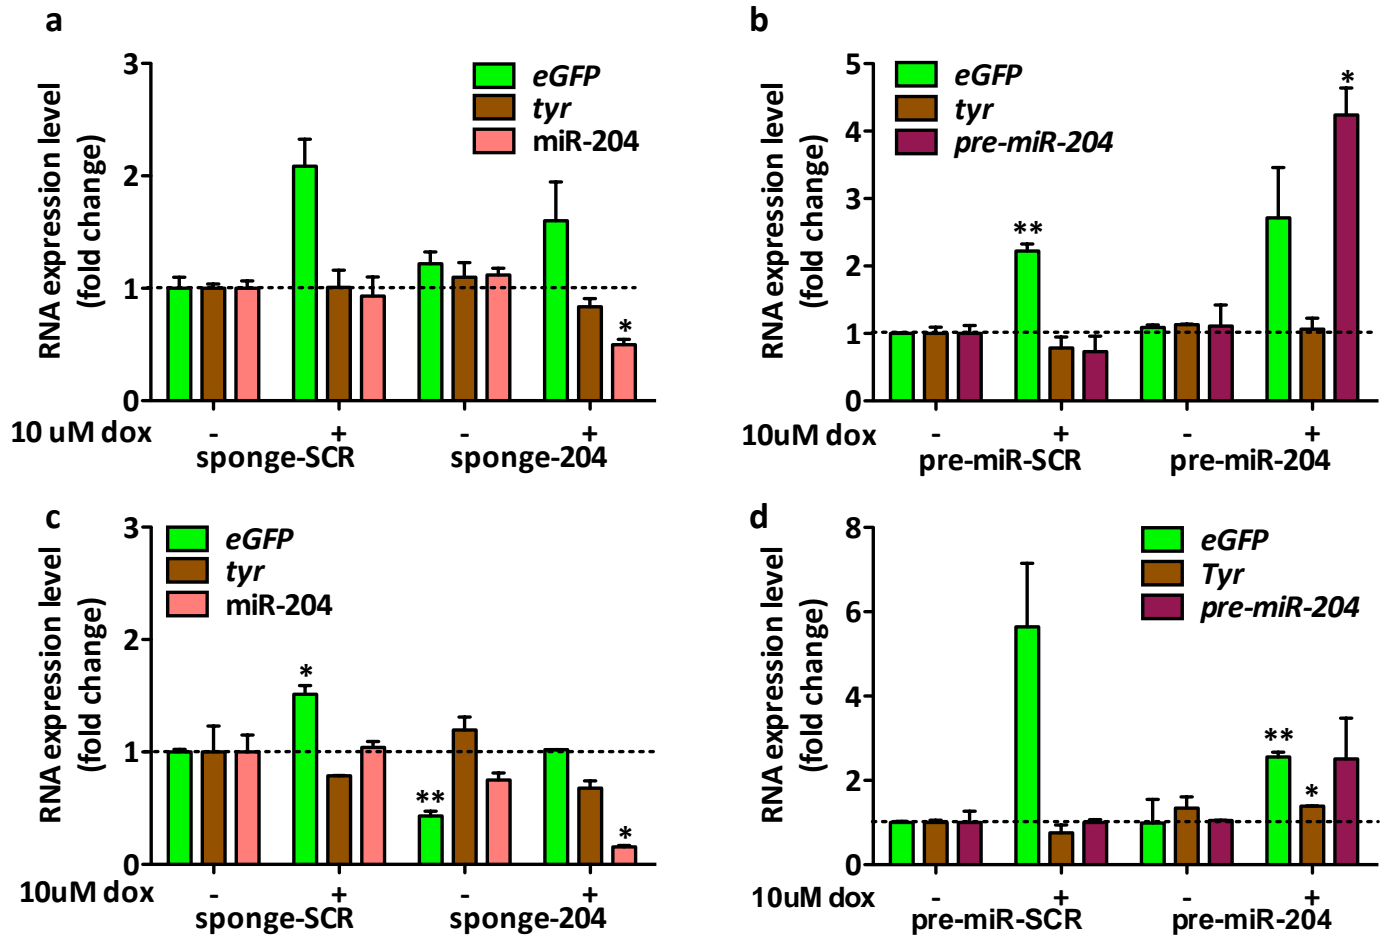 a
3
2
1
0
RNA expression level
(fold change)
eGFP
tyr
miR-204
*
10 uM dox
- + - +
sponge-SCR sponge-204
b
5
4
3
2
1
0
RNA expression level
(fold change)
eGFP
tyr
pre-miR-204
**
*
10uM dox
- + - +
pre-miR-SCR pre-miR-204
c
3
2
1
0
RNA expression level
(fold change)
eGFP
tyr
miR-204
*
**
*
10uM dox
- + - +
sponge-SCR sponge-204
d
8
6
4
2
0
RNA expression level
(fold change)
eGFP
Tyr
pre-miR-204
**
*
10uM dox
- + - +
pre-miR-SCR pre-miR-204